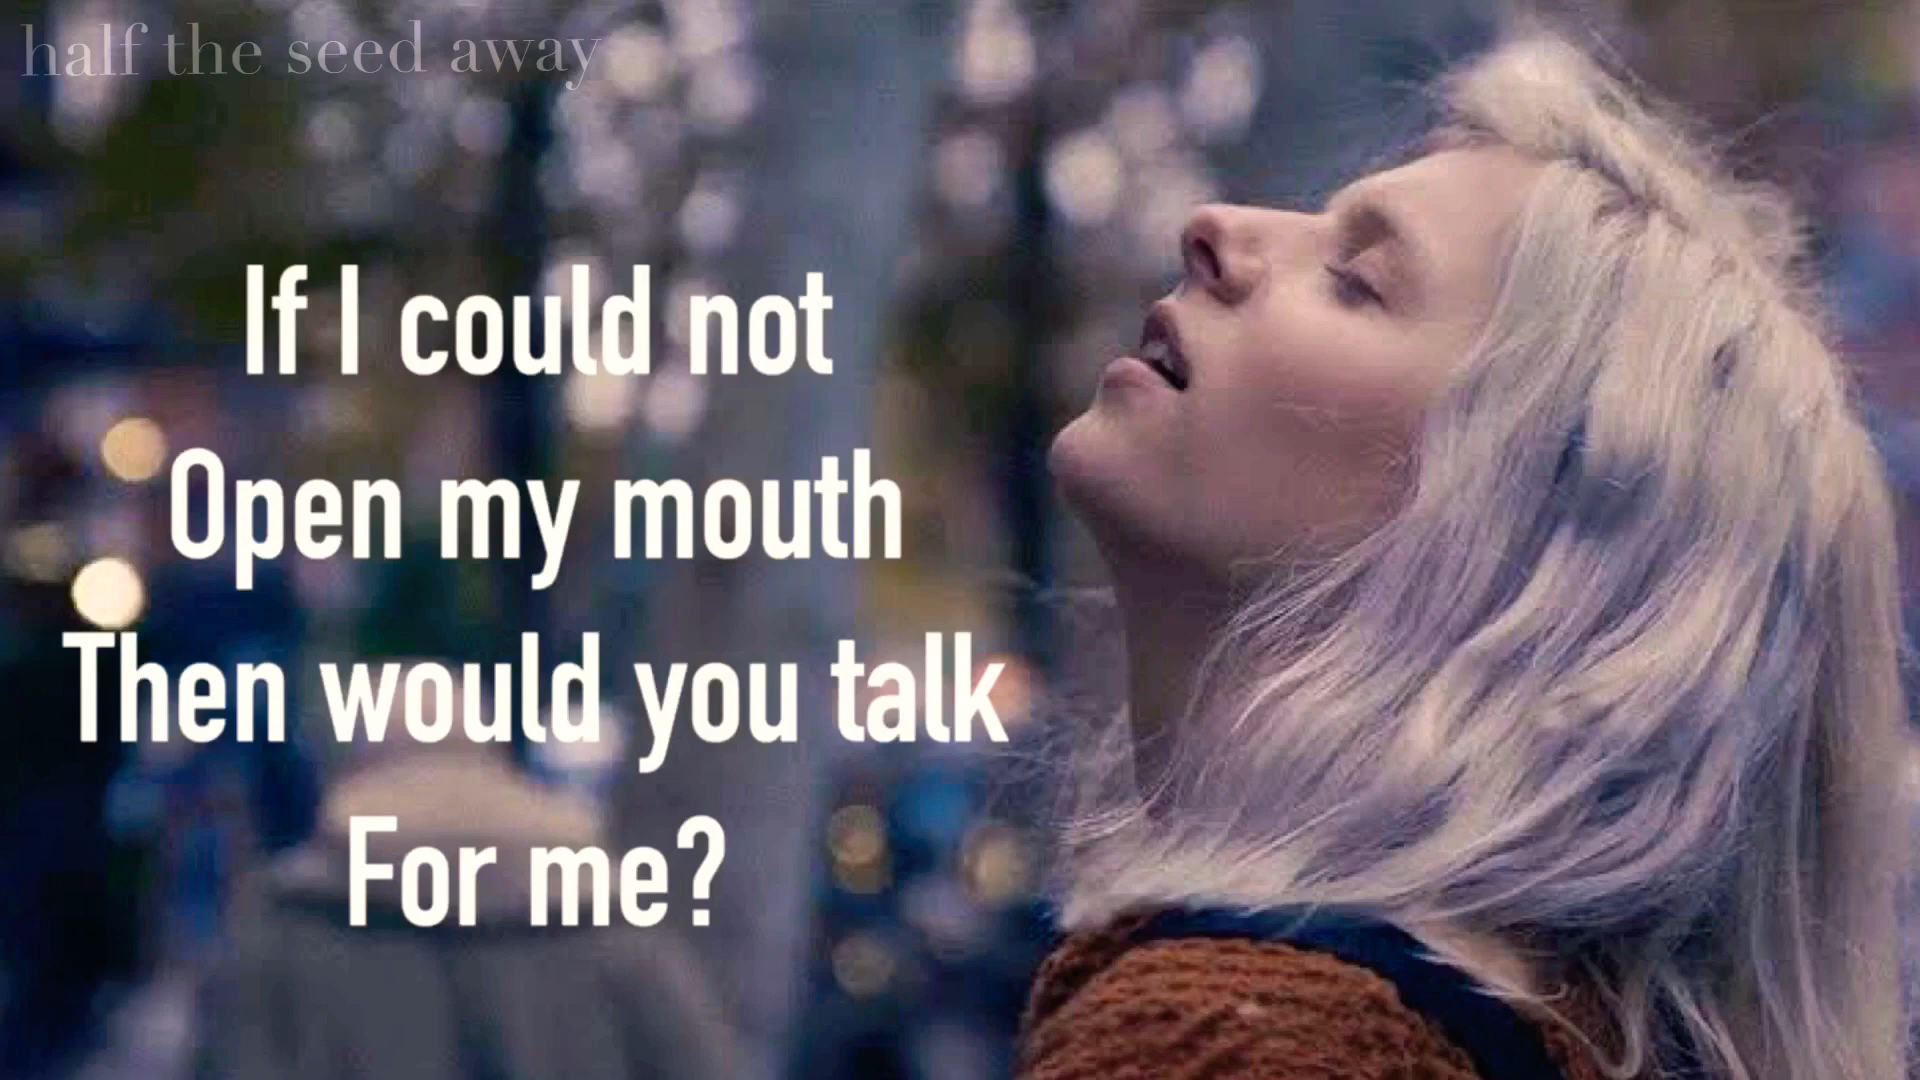 half the seed away
If I could not
Open my mouth
Then would you talk
For me?